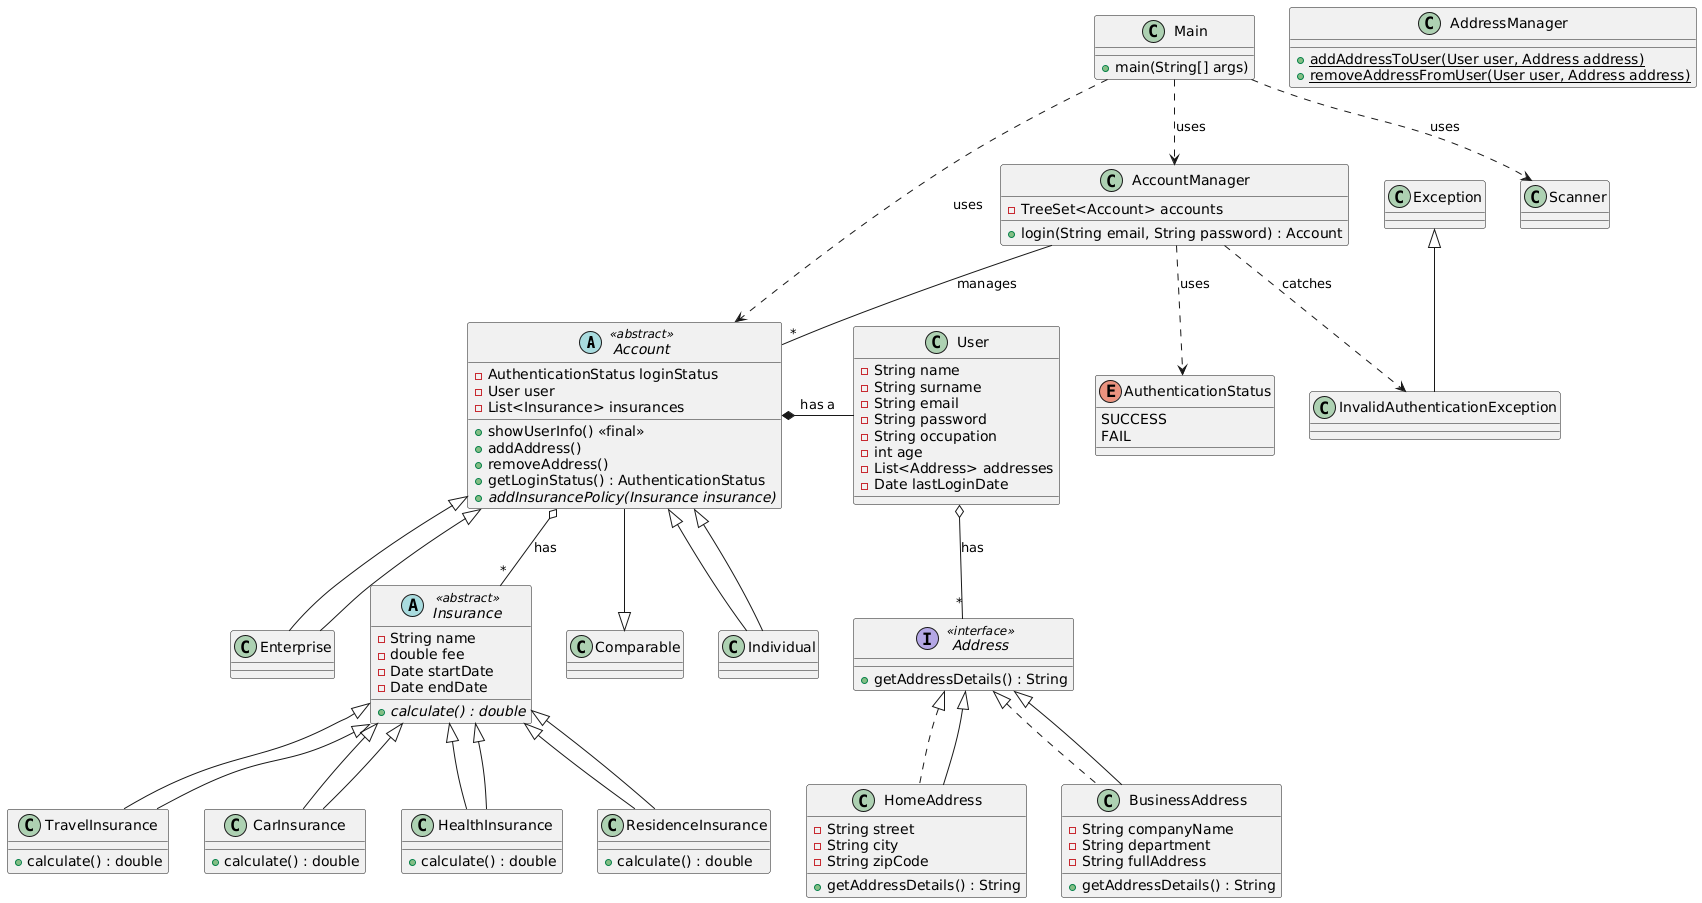 C Main
+ main(String[] args)
C AddressManager
+ addAddressToUser(User user, Address address)
+ removeAddressFromUser(User user, Address address)
uses
uses
uses
C AccountManager
- TreeSet<Account> accounts
+ login(String email, String password) : Account
C Exception
C Scanner
manages
uses
catches
*
A «abstract»
Account
- AuthenticationStatus loginStatus
- User user
- List<Insurance> insurances
+ showUserInfo() «final»
+ addAddress()
+ removeAddress()
+ getLoginStatus() : AuthenticationStatus
+ addInsurancePolicy(Insurance insurance)
has a
C User
- String name
- String surname
- String email
- String password
- String occupation
- int age
- List<Address> addresses
- Date lastLoginDate
E AuthenticationStatus
SUCCESS
FAIL
C InvalidAuthenticationException
has
*
has
*
C Enterprise
A «abstract»
Insurance
- String name
- double fee
- Date startDate
- Date endDate
+ calculate() : double
C Comparable
C Individual
I «interface»
Address
+ getAddressDetails() : String
C TravelInsurance
+ calculate() : double
C CarInsurance
+ calculate() : double
C HealthInsurance
+ calculate() : double
C ResidenceInsurance
+ calculate() : double
C HomeAddress
- String street
- String city
- String zipCode
+ getAddressDetails() : String
C BusinessAddress
- String companyName
- String department
- String fullAddress
+ getAddressDetails() : String